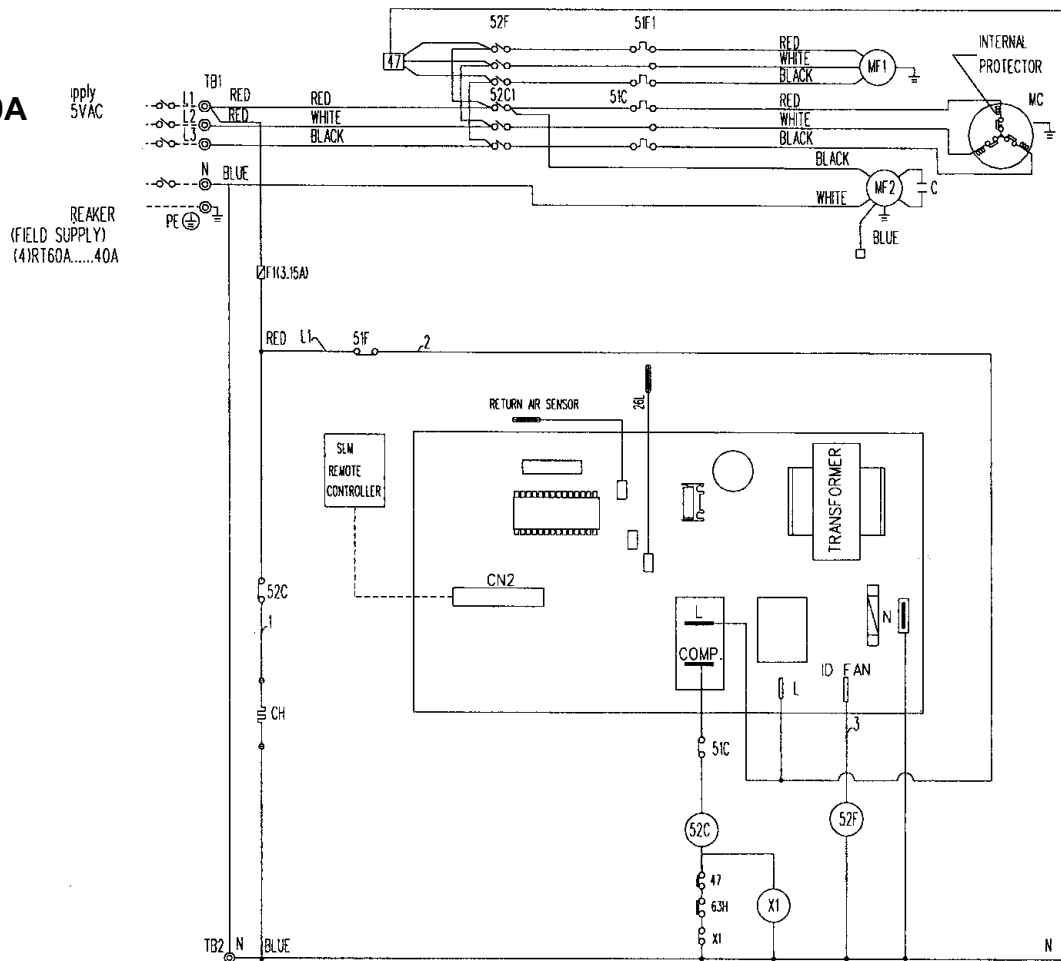 52F
51F1
47
RED
WHITE
BLACK
MF1
INTERNAL
PROTECTOR
0A
pply
5VAC
TB1
L1
RED
RED
52C1
51C
RED
MC
L2
RED
WHITE
WHITE
L3
BLACK
BLACK
BLACK
N
BLUE
WHITE
MF2
C
REAKER
(FIELD SUPPLY)
(4)RT60A.....40A
PE
BLUE
F1(3.15A)
RED
L1
51F
2
26L
RETURN AIR SENSOR
SLM
REMOTE
CONTROLLER
TRANSFORMER
CN2
52C
1
L
COMP.
N
ID FAN
L
CH
3
51C
52C
52F
47
63H
X1
X1
TB2
N
BLUE
N